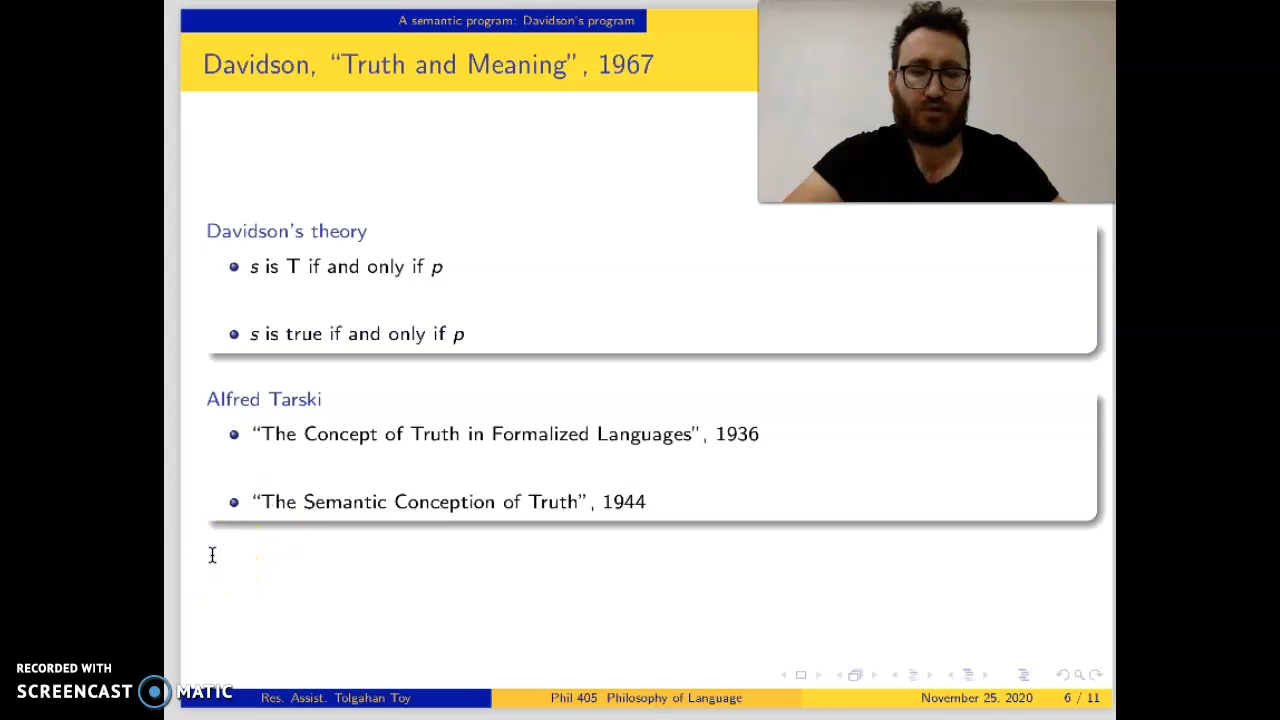 A semantic program: Davidson's program
Davidson, “Truth and Meaning”, 1967
Davidson's theory
s is T if and only if p
s is true if and only if p
Alfred Tarski
“The Concept of Truth in Formalized Languages”, 1936
“The Semantic Conception of Truth”, 1944
RECORDED WITH
SCREENCAST MATIC
Res. Assist. Tolgahan Toy
Phil 405 Philosophy of Language
November 25, 2020
6 / 11